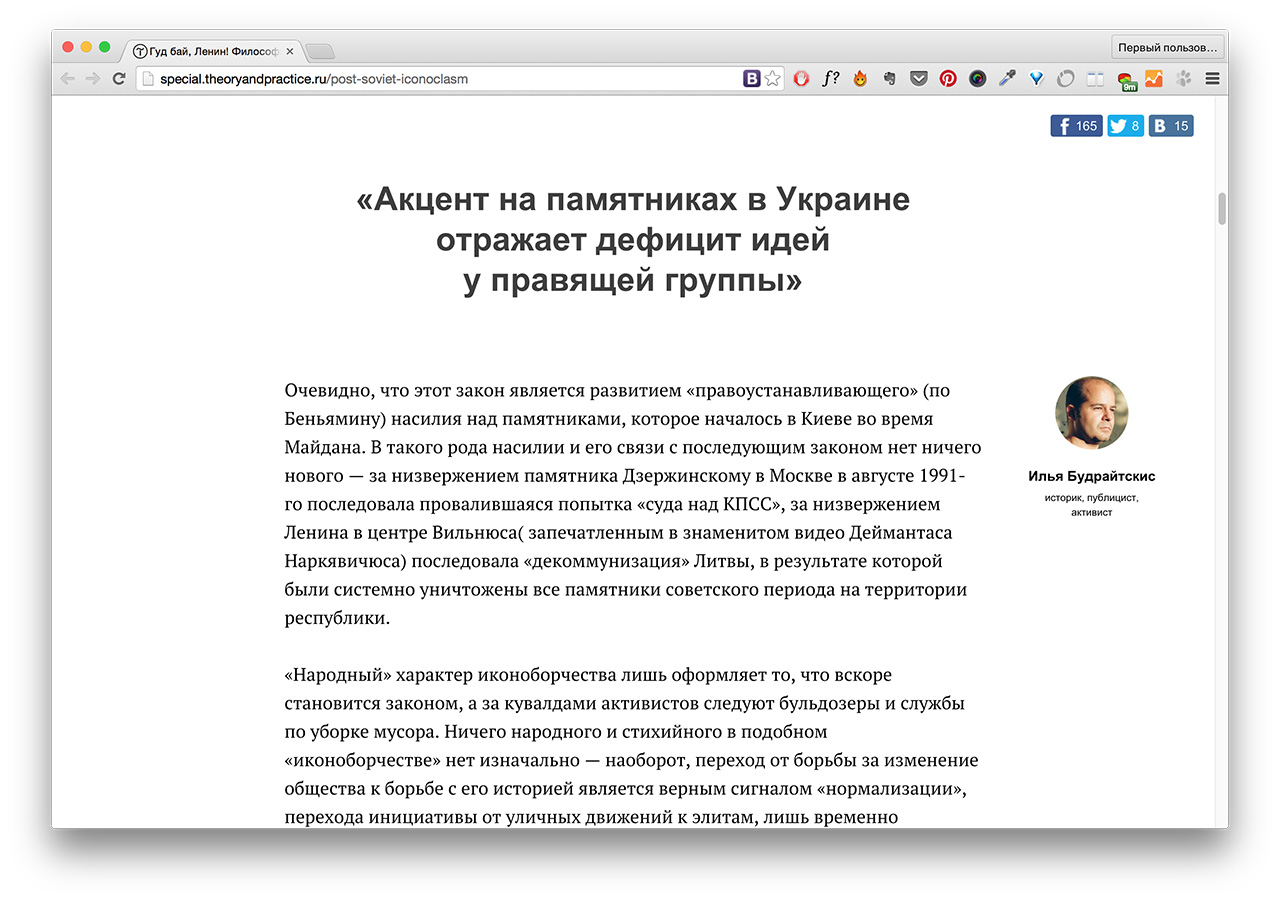 Гуд бай, Ленин! Философ
Первый пользов...
special.theoryandpractice.ru/post-soviet-iconoclasm
B
f?
9m
f 165
8
B 15
«Акцент на памятниках в Украине
отражает дефицит идей
у правящей группы»
Очевидно, что этот закон является развитием «правоустанавливающего» (по
Беньямину) насилия над памятниками, которое началось в Киеве во время
Майдана. В такого рода насилии и его связи с последующим законом нет ничего
нового — за низвержением памятника Дзержинскому в Москве в августе 1991-
го последовала провалившаяся попытка «суда над КПСС», за низвержением
Ленина в центре Вильнюса( запечатленным в знаменитом видео Деймантаса
Наркявичюса) последовала «декоммунизация» Литвы, в результате которой
были системно уничтожены все памятники советского периода на территории
республики.
Илья Будрайтскис
историк, публицист,
активист
«Народный» характер иконоборчества лишь оформляет то, что вскоре
становится законом, а за кувалдами активистов следуют бульдозеры и службы
по уборке мусора. Ничего народного и стихийного в подобном
«иконоборчестве» нет изначально — наоборот, переход от борьбы за изменение
общества к борьбе с его историей является верным сигналом «нормализации»,
перехода инициативы от уличных движений к элитам, лишь временно